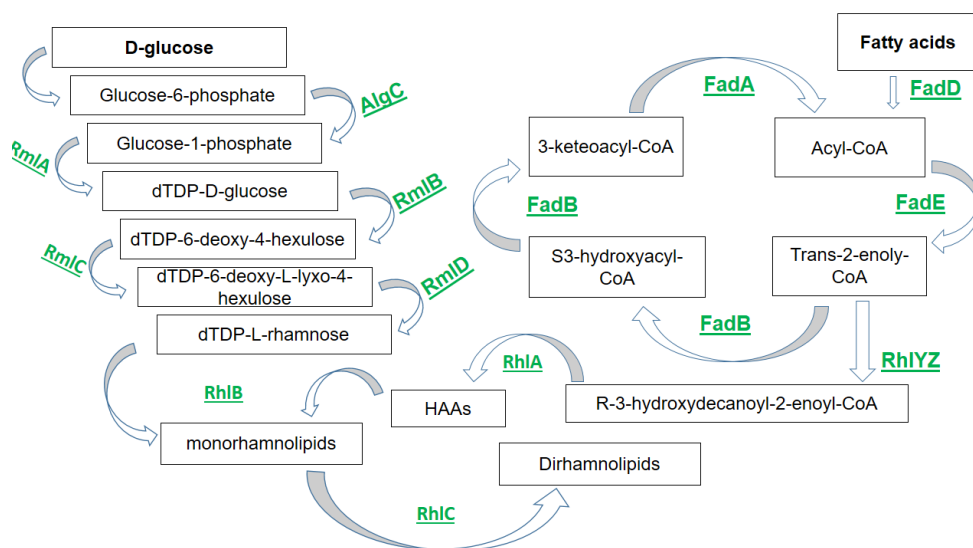 D-glucose
Glucose-6-phosphate
AlgC
Glucose-1-phosphate
RmlA
dTDP-D-glucose
RmlB
dTDP-6-deoxy-4-hexulose
RmlC
dTDP-6-deoxy-L-lyxo-4-
hexulose
RmlD
dTDP-L-rhamnose
RhlB
monorhamnolipids
RhlC
Dirhamnolipids
HAAs
RhlA
R-3-hydroxydecanoyl-2-enoyl-CoA
RhlYZ
Fatty acids
FadD
Acyl-CoA
FadE
Trans-2-enoly-
CoA
FadB
S3-hydroxyacyl-
CoA
FadB
3-keteoacyl-CoA
FadA